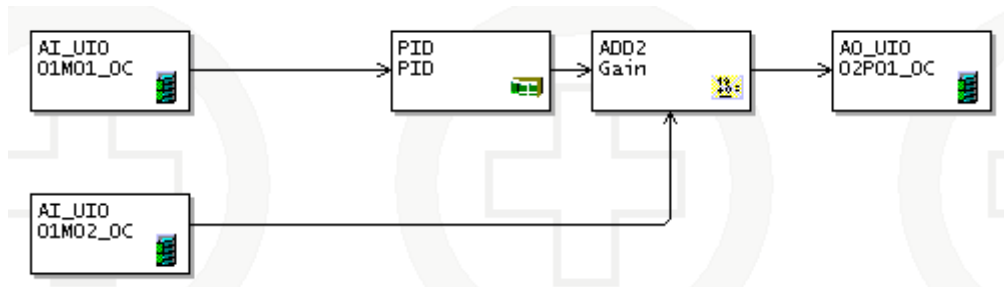 AI_UIO
01M01_OC
PID
PID
ADD2
Gain
AO_UIO
02P01_OC
AI_UIO
01M02_OC